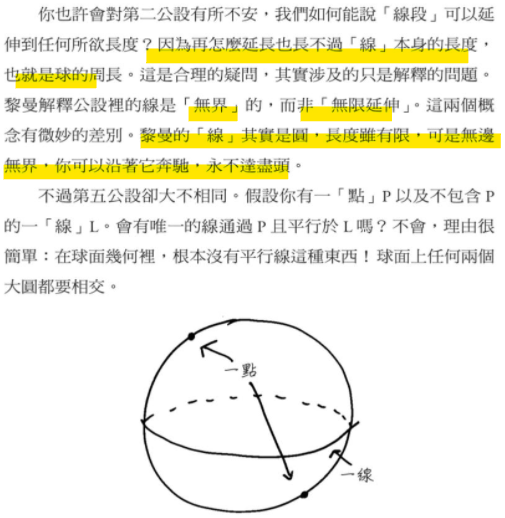 你也許會對第二公設有所不安，我們如何能說「線段」可以延
伸到任何所欲長度？因為再怎麼延長也長不過「線」本身的長度，
也就是球的周長。這是合理的疑問，其實涉及的只是解釋的問題。
黎曼解釋公設裡的線是「無界」的，而非「無限延伸」。這兩個概
念有微妙的差別。黎曼的「線」其實是圓，長度雖有限，可是無邊
無界，你可以沿著它奔馳，永不達盡頭。
不過第五公設卻大不相同。假設你有一「點」P 以及不包含 P
的一「線」L。會有唯一的線通過 P 且平行於 L 嗎？不會，理由很
簡單：在球面幾何裡，根本沒有平行線這種東西！球面上任何兩個
大圓都要相交。
一點
一線